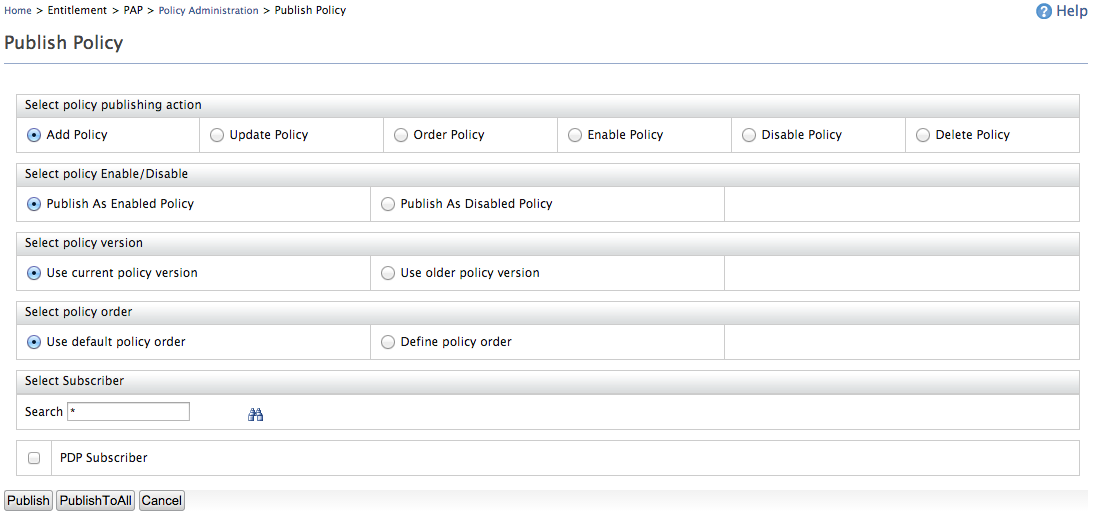 Home > Entitlement > PAP > Policy Administration > Publish Policy
? Help
Publish Policy
Select policy publishing action
Add Policy Update Policy Order Policy Enable Policy Disable Policy Delete Policy
Select policy Enable/Disable
Publish As Enabled Policy Publish As Disabled Policy
Select policy version
Use current policy version Use older policy version
Select policy order
Use default policy order Define policy order
Select Subscriber
Search *
PDP Subscriber
Publish PublishToAll Cancel